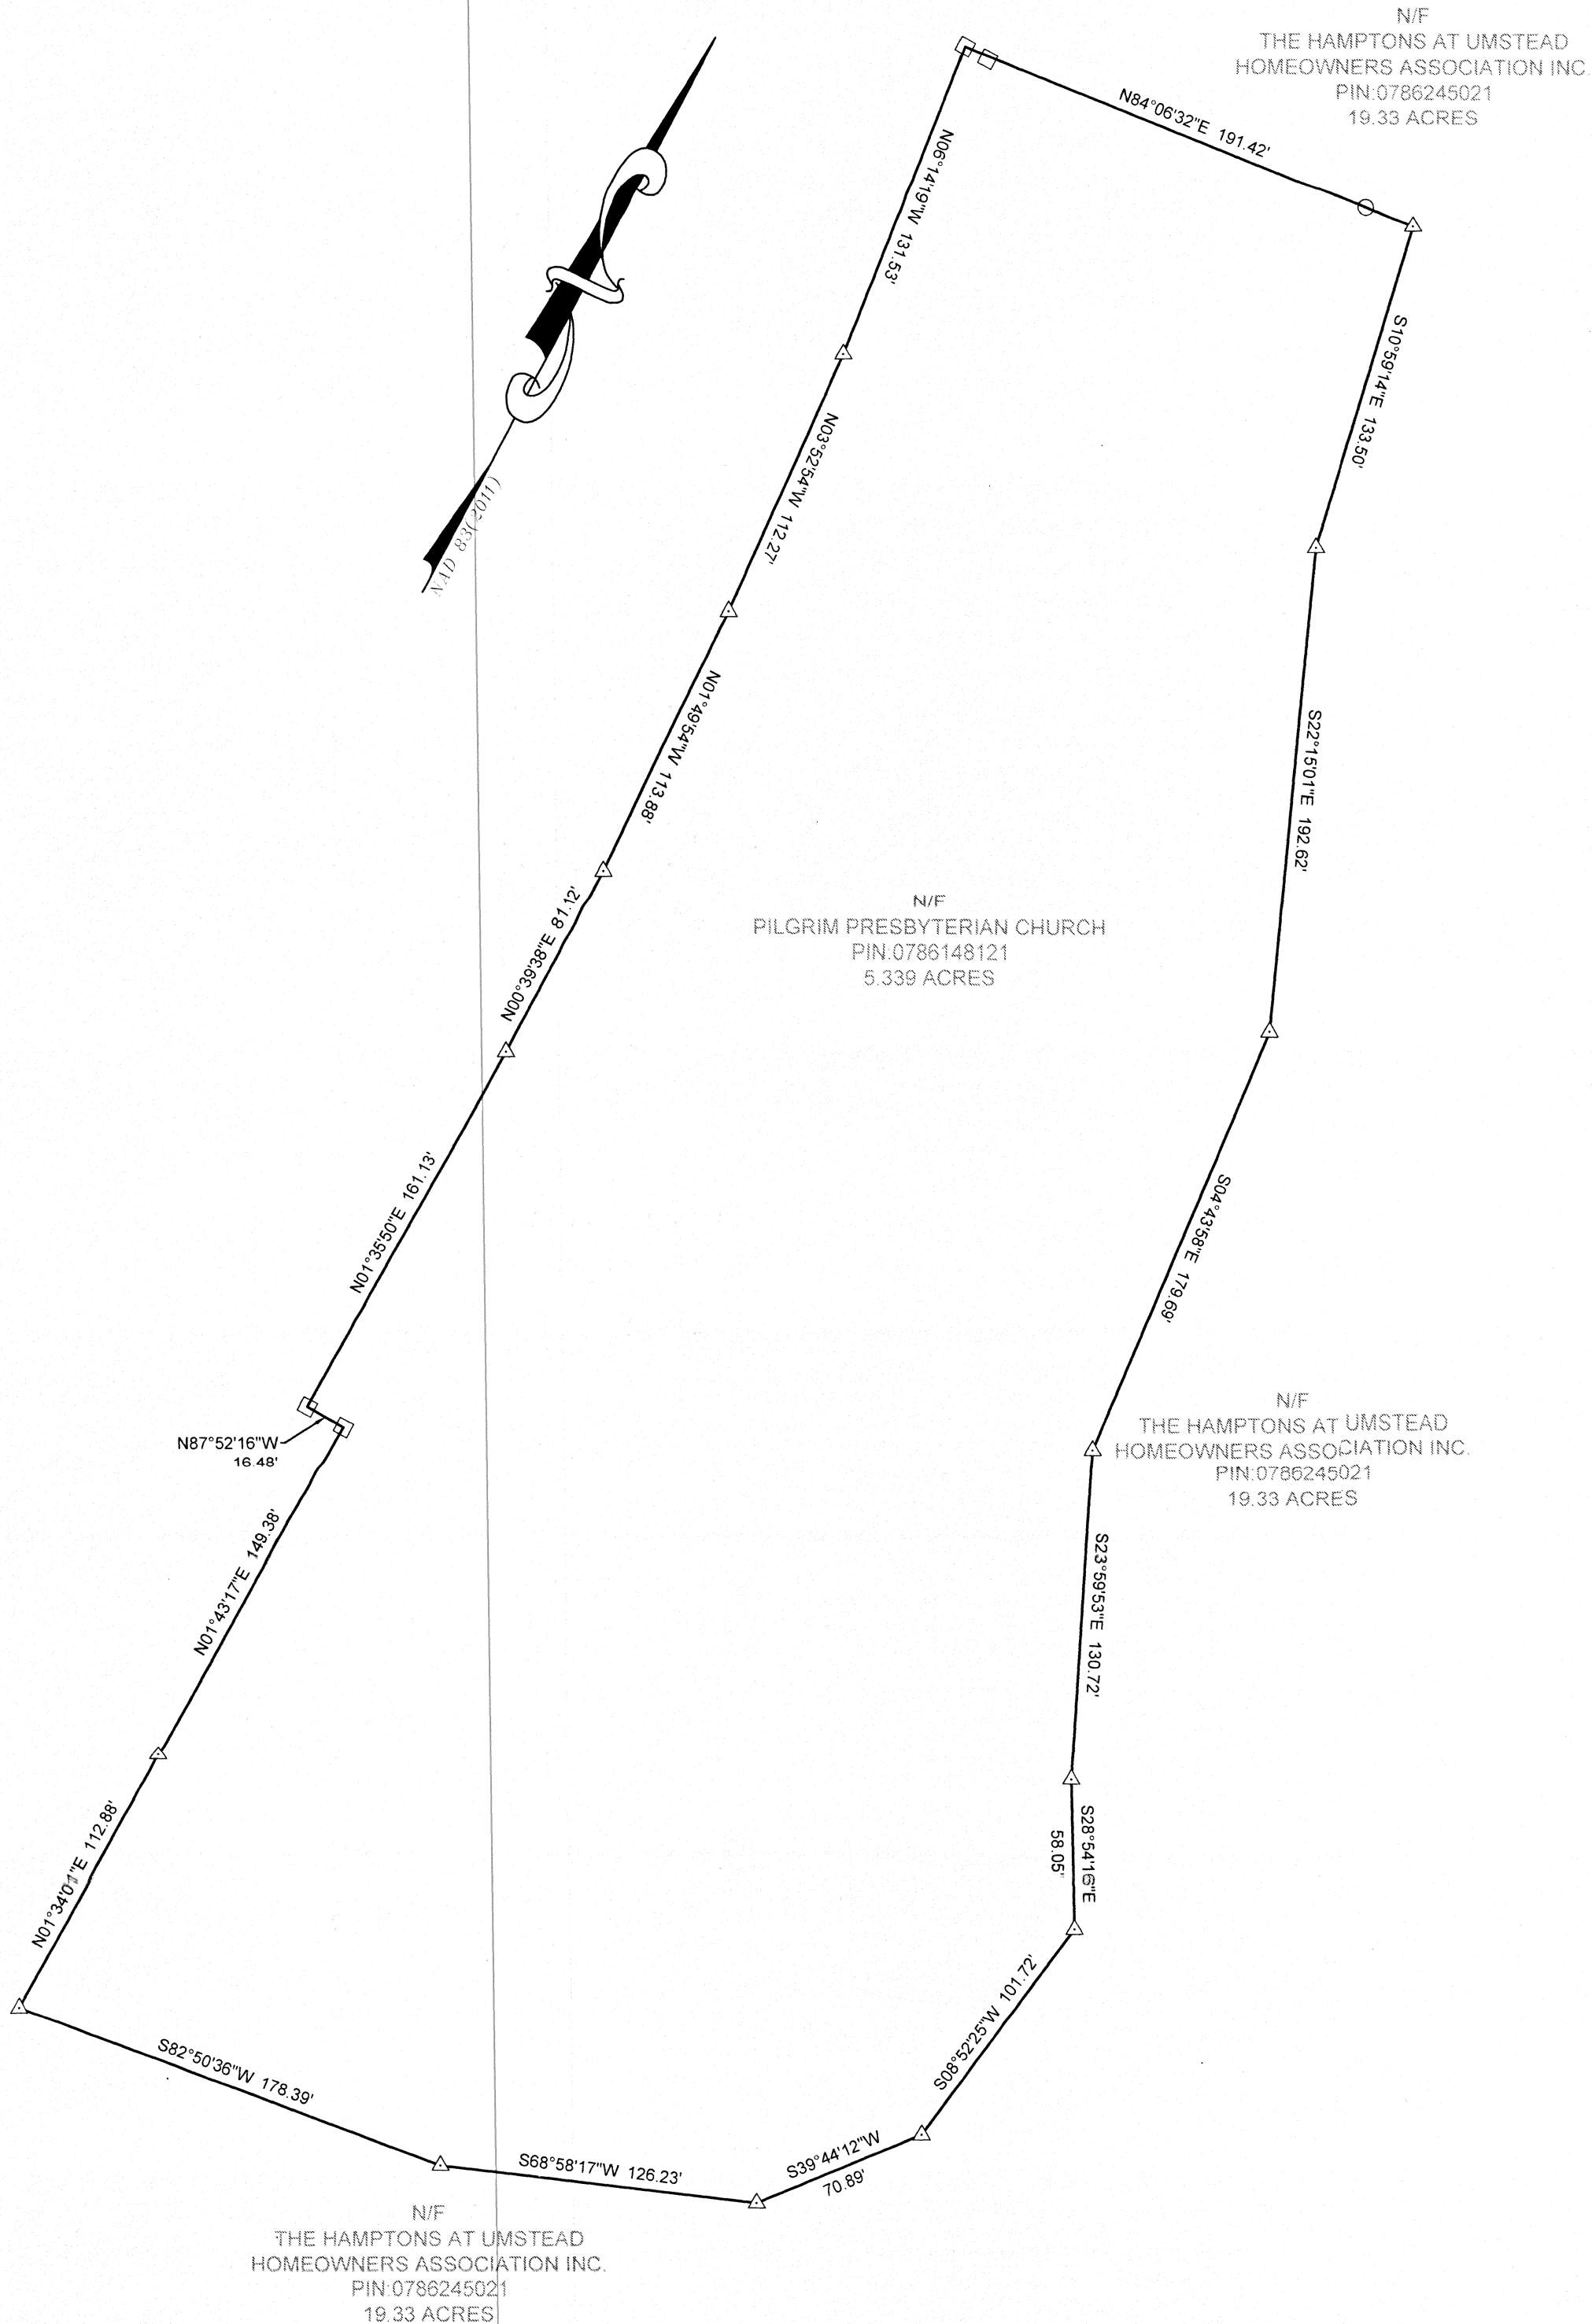 N/F
THE HAMPTONS AT UMSTEAD
HOMEOWNERS ASSOCIATION INC.
PIN:0786245021
19.33 ACRES
N84°06'32"E 191.42'
N06°14'19"W 131.53'
S10°59'14"E 133.50'
N03°52'54"W 112.27'
NAD 83(2011)
N01°49'54"W 113.88'
S22°15'01"E 192.62'
N00°39'38"E 81.12'
N/F
PILGRIM PRESBYTERIAN CHURCH
PIN:0786148121
5.339 ACRES
N01°35'50"E 161.13'
S04°43'58"E 179.69'
N87°52'16"W
16.48'
N/F
THE HAMPTONS AT UMSTEAD
HOMEOWNERS ASSOCIATION INC.
PIN:0786245021
19.33 ACRES
N01°43'17"E 149.38'
S23°59'53"E 130.72'
N01°34'01"E 112.88'
S28°54'16"E
58.05'
S08°52'25"W 101.72'
S82°50'36"W 178.39'
S68°58'17"W 126.23'
S39°44'12"W
70.89'
N/F
THE HAMPTONS AT UMSTEAD
HOMEOWNERS ASSOCIATION INC.
PIN:0786245021
19.33 ACRES